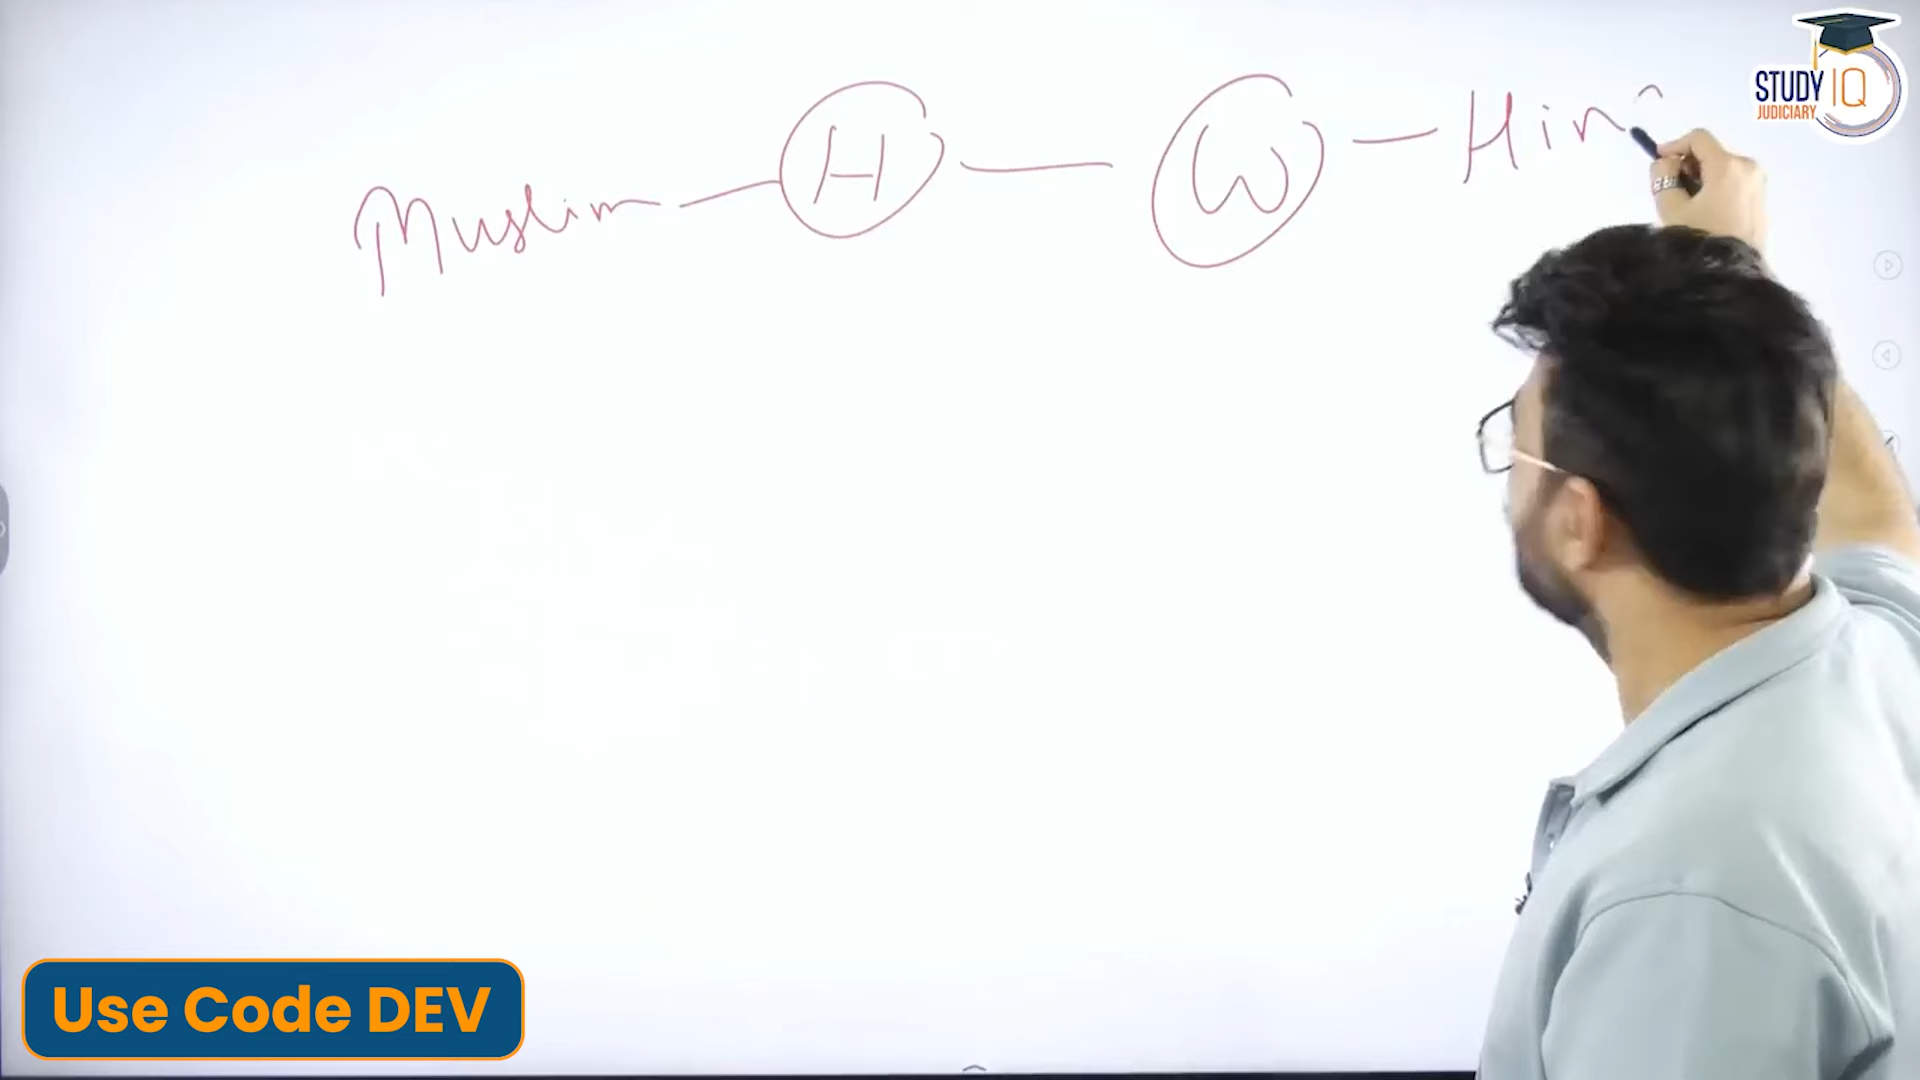 Muslim — H — W — Hin
STUDY IQ
JUDICIARY
Use Code DEV